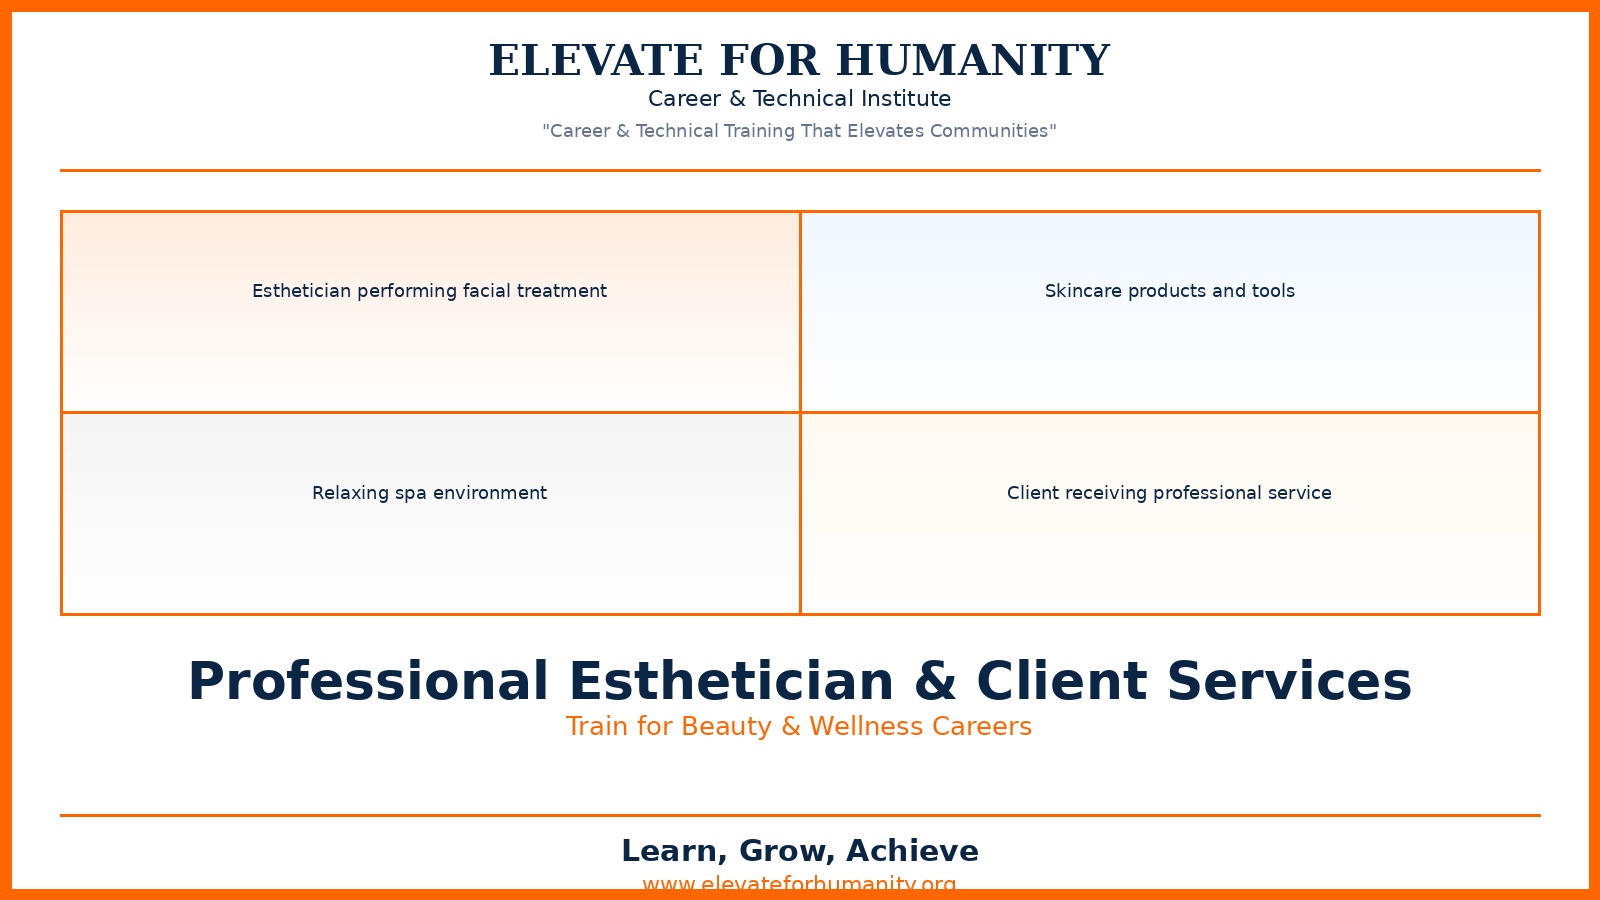 ELEVATE FOR HUMANITY
Career & Technical Institute
"Career & Technical Training That Elevates Communities"
Esthetician performing facial treatment
Skincare products and tools
Relaxing spa environment
Client receiving professional service
Professional Esthetician & Client Services
Train for Beauty & Wellness Careers
Learn, Grow, Achieve
www.elevateforhumanity.org